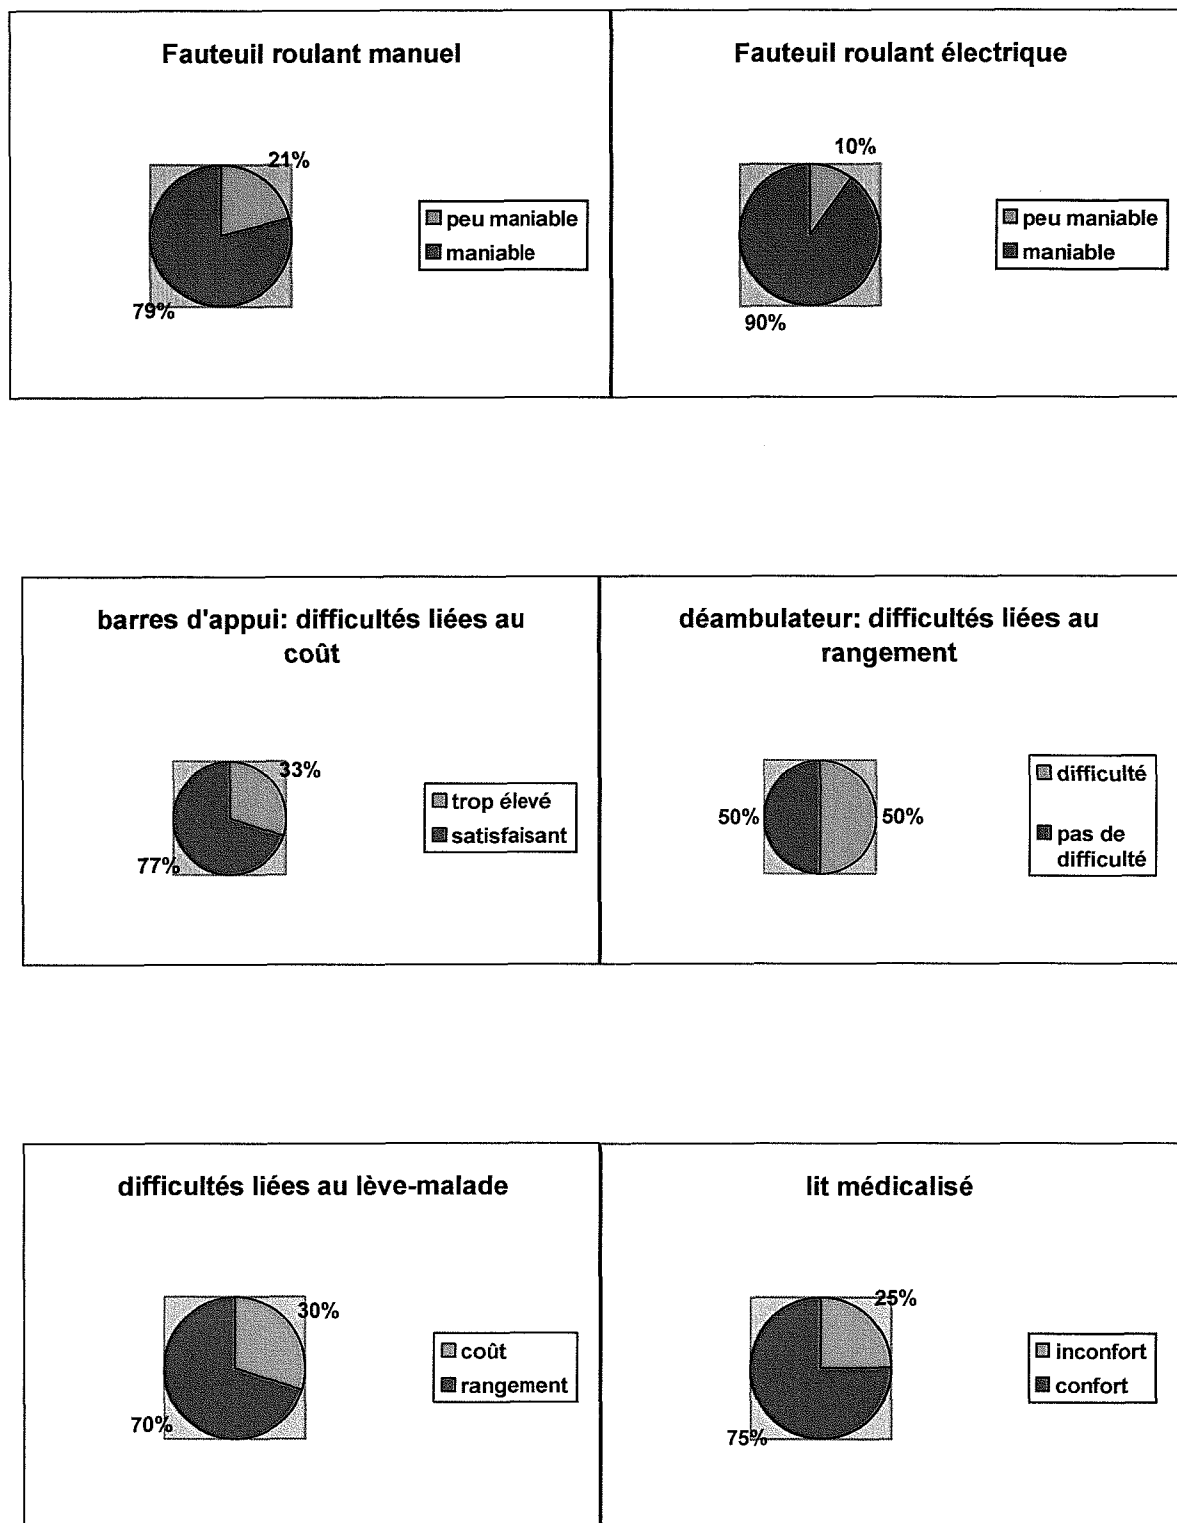 Fauteuil roulant manuel
21%
79%
peu maniable
maniable
Fauteuil roulant électrique
10%
90%
peu maniable
maniable
barres d'appui: difficultés liées au
coût
33%
77%
trop élevé
satisfaisant
déambulateur: difficultés liées au
rangement
50%
50%
difficulté
pas de
difficulté
difficultés liées au lève-malade
30%
70%
coût
rangement
lit médicalisé
25%
75%
inconfort
confort